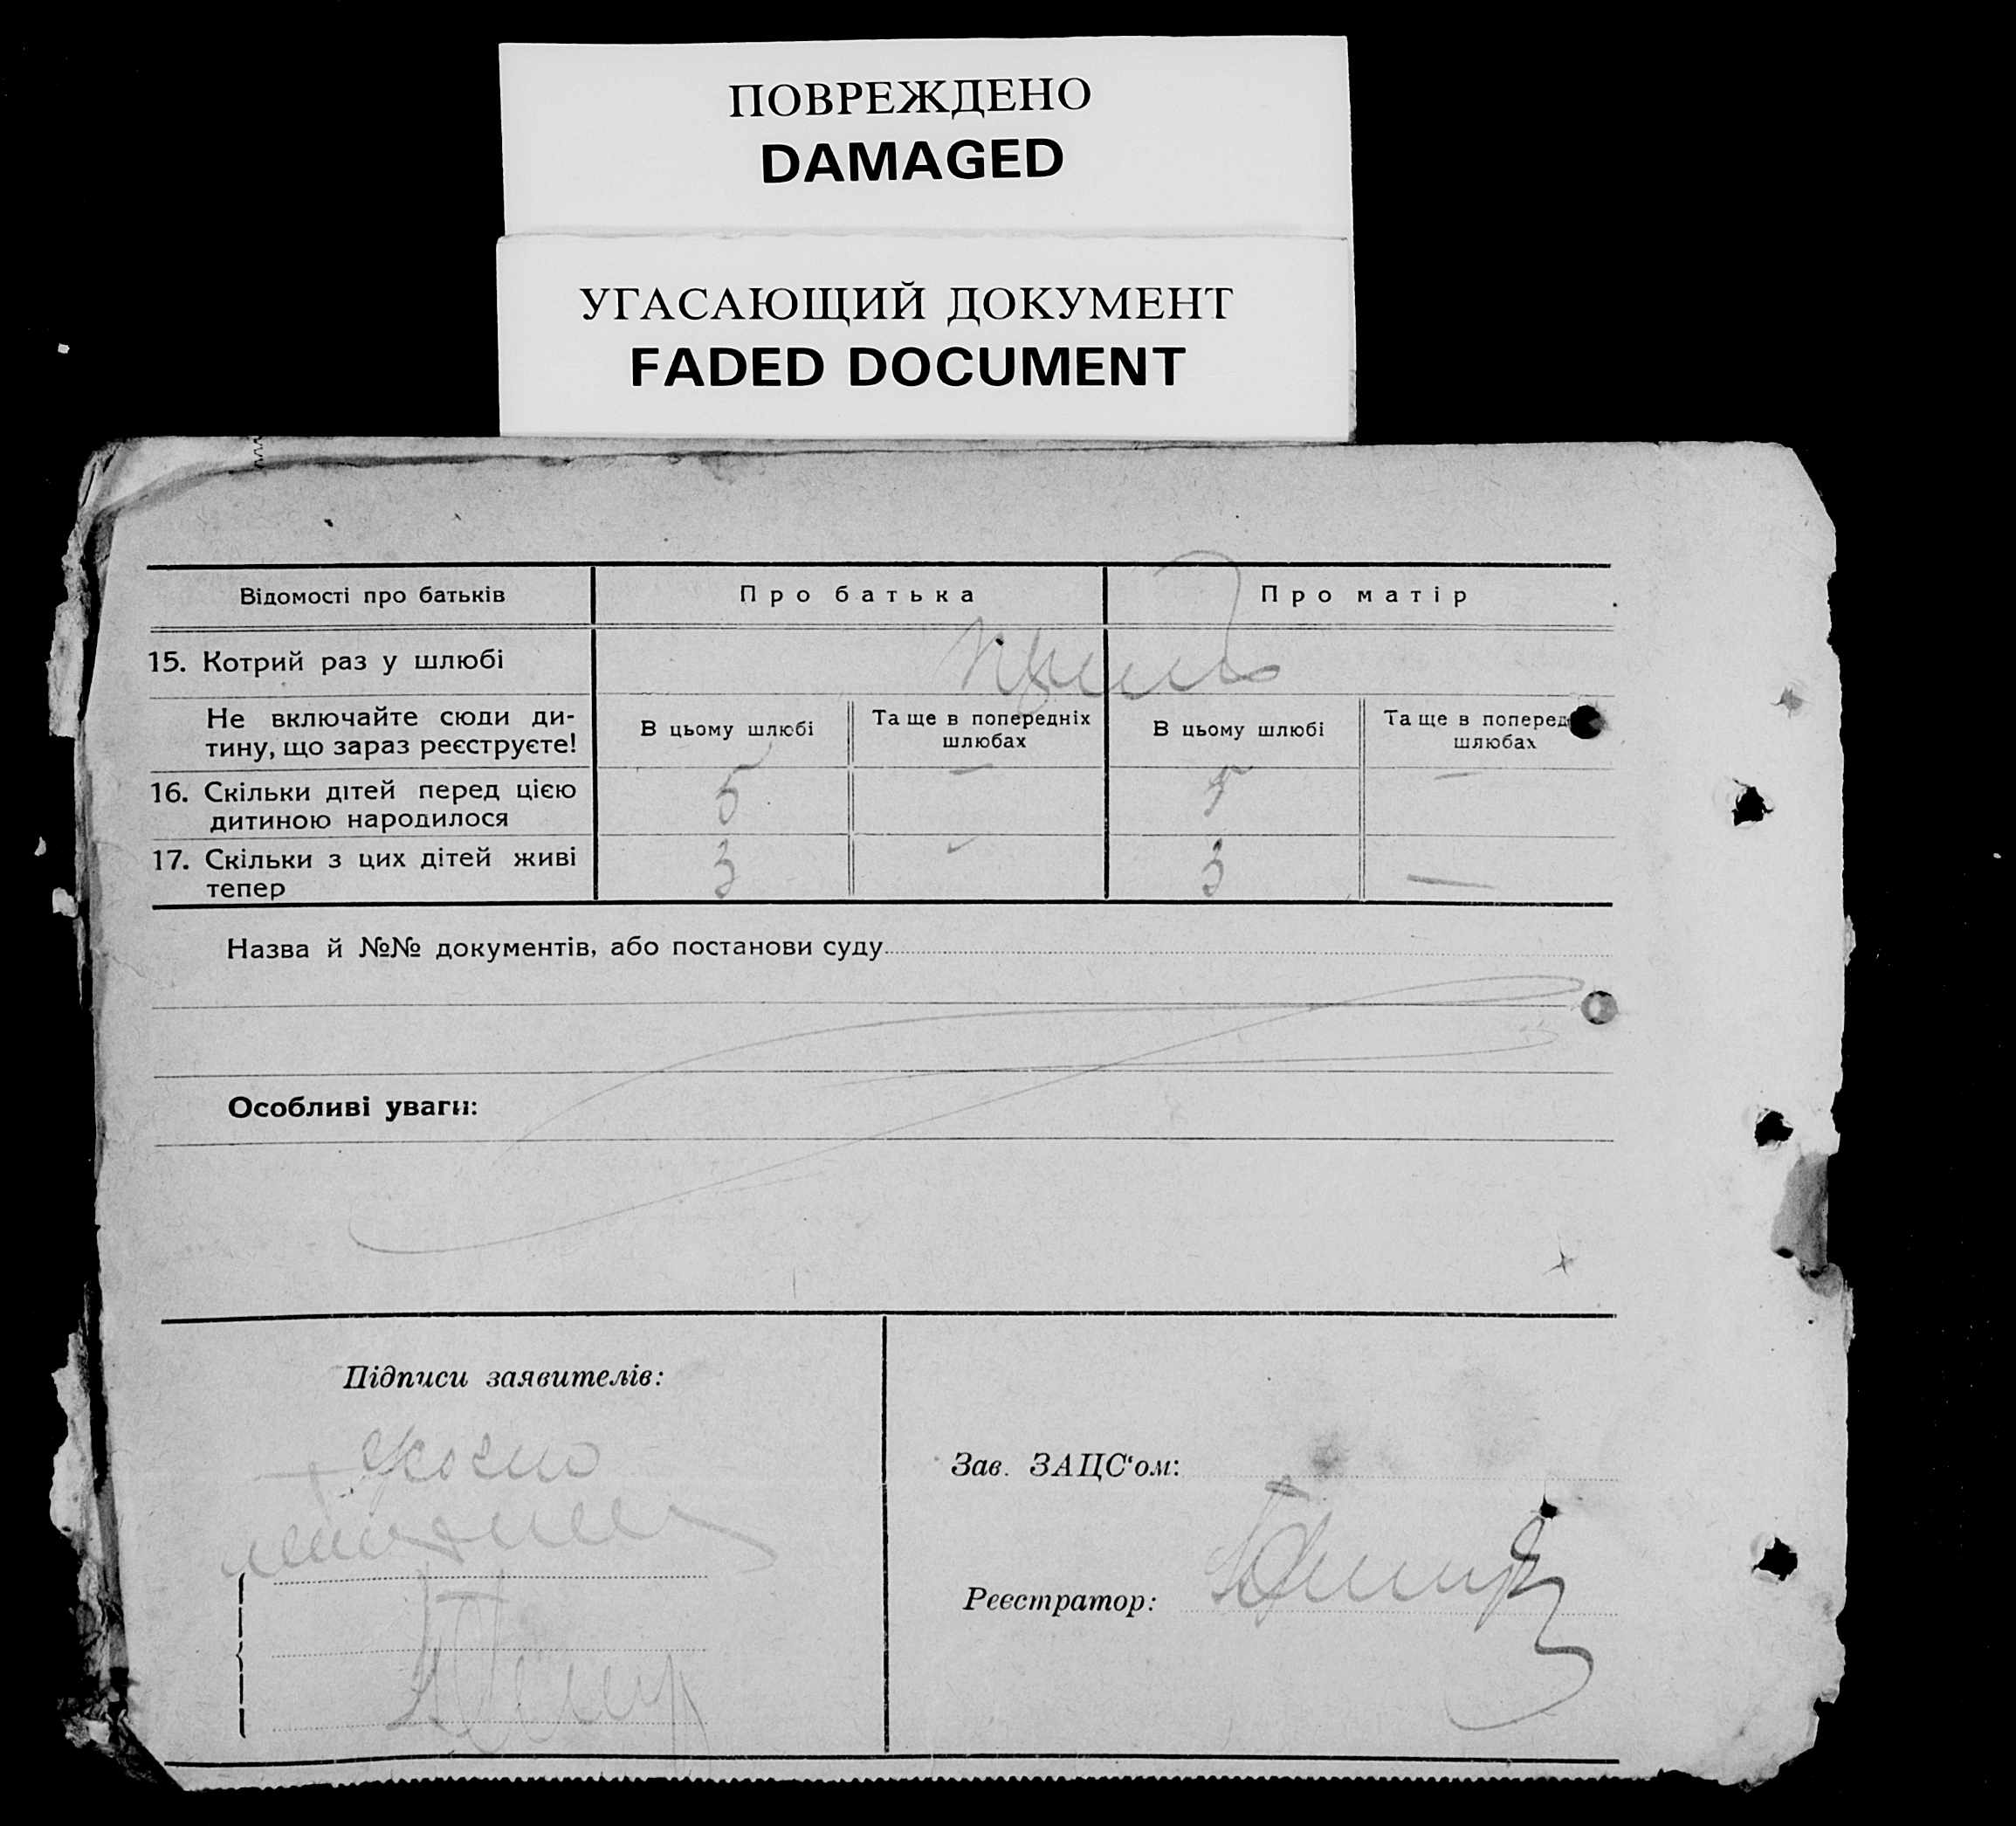 ПОВРЕЖДЕНО
DAMAGED
УГАСАЮЩИЙ ДОКУМЕНТ
FADED DOCUMENT
Відомості про батьків
Про батька
Про матір
15. Котрий раз у шлюбі
Не включайте сюди ди-
тину, що зараз реєструєте!
В цьому шлюбі
Та ще в попередніх
шлюбах
В цьому шлюбі
Та ще в поперед
шлюбах
16. Скільки дітей перед цією
дитиною народилося
5 — 5 —
17. Скільки з цих дітей живі
тепер
3 — 3 —
Назва й №№ документів, або постанови суду
Особливі уваги:
Підписи заявителів:
Зав. ЗАЦС‘ом:
Реєстратор: